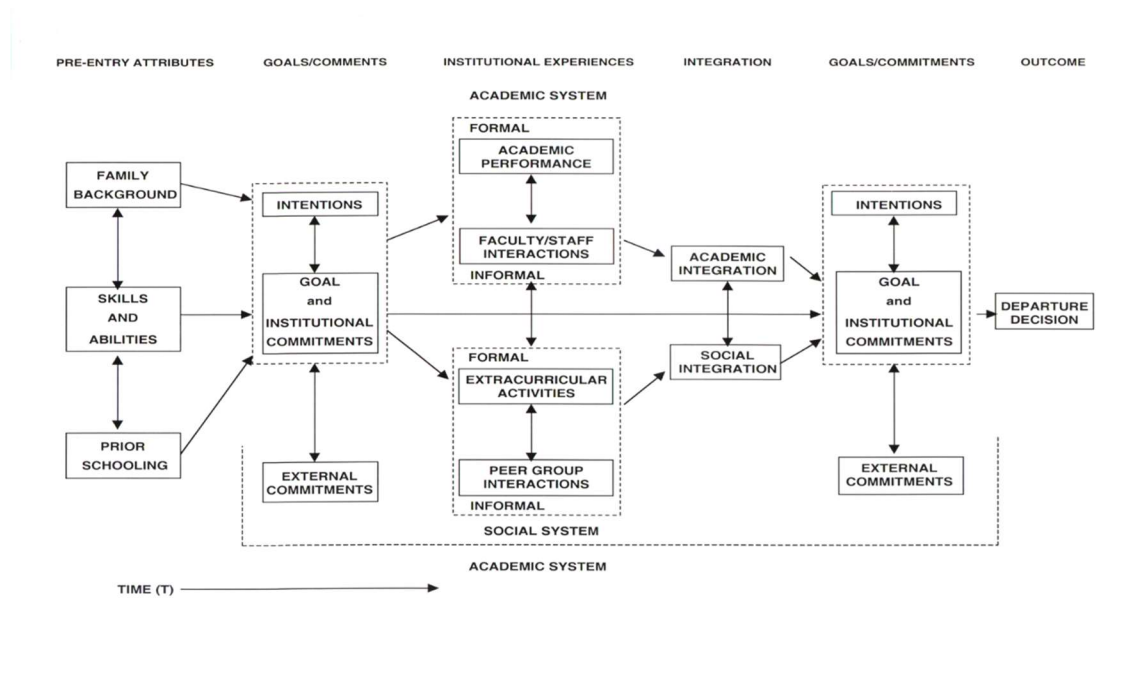 PRE-ENTRY ATTRIBUTES
GOALS/COMMENTS
INSTITUTIONAL EXPERIENCES
INTEGRATION
GOALS/COMMITMENTS
OUTCOME
ACADEMIC SYSTEM
FAMILY
BACKGROUND
SKILLS
AND
ABILITIES
PRIOR
SCHOOLING
INTENTIONS
GOAL
and
INSTITUTIONAL
COMMITMENTS
EXTERNAL
COMMITMENTS
FORMAL
ACADEMIC
PERFORMANCE
FACULTY/STAFF
INTERACTIONS
INFORMAL
FORMAL
EXTRACURRICULAR
ACTIVITIES
PEER GROUP
INTERACTIONS
INFORMAL
SOCIAL SYSTEM
ACADEMIC
INTEGRATION
SOCIAL
INTEGRATION
INTENTIONS
GOAL
and
INSTITUTIONAL
COMMITMENTS
EXTERNAL
COMMITMENTS
DEPARTURE
DECISION
ACADEMIC SYSTEM
TIME (T)